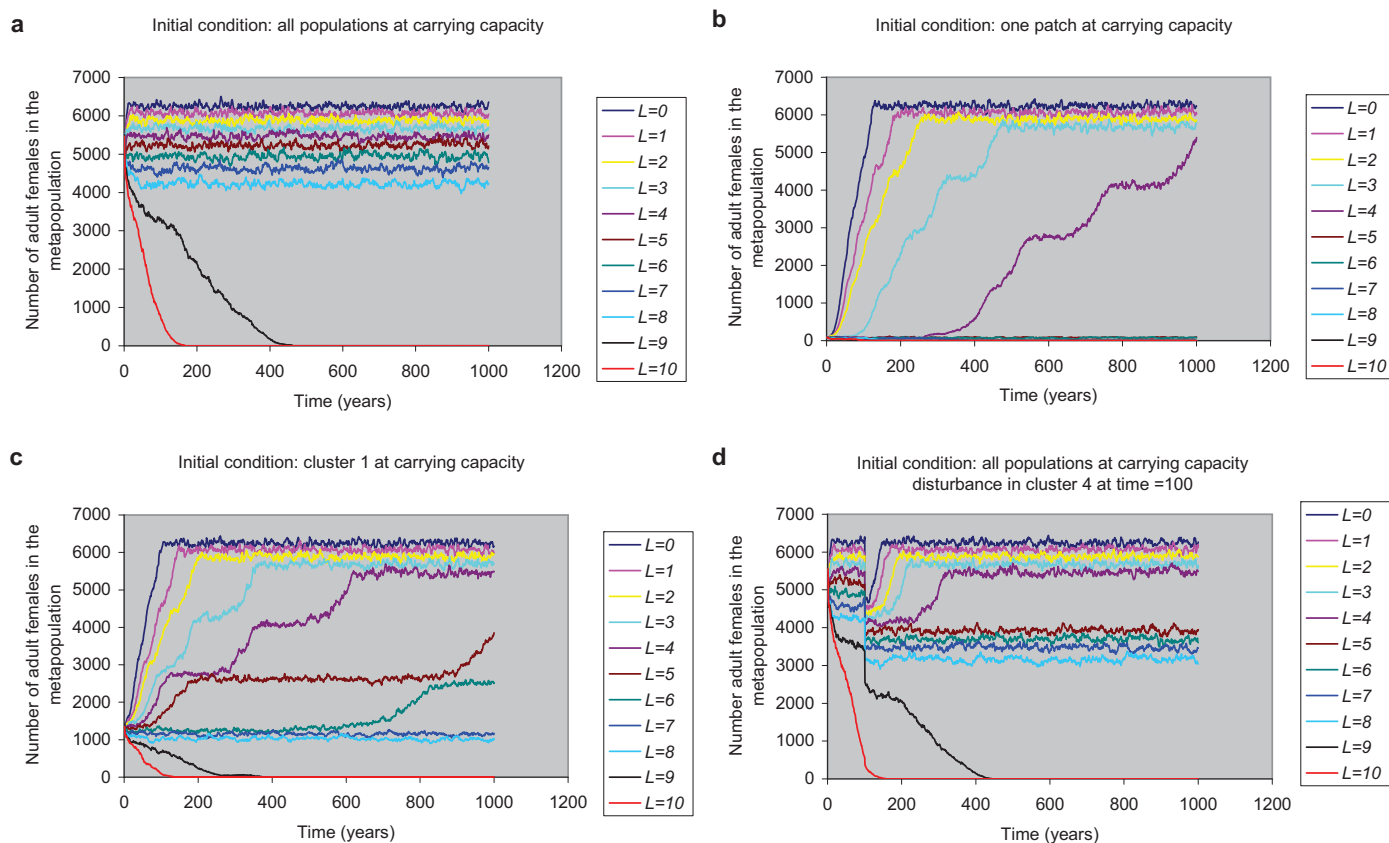 a
Initial condition: all populations at carrying capacity
Number of adult females in the
metapopulation
7000
6000
5000
4000
3000
2000
1000
0
0 200 400 600 800 1000 1200
Time (years)
L=0
L=1
L=2
L=3
L=4
L=5
L=6
L=7
L=8
L=9
L=10
b
Initial condition: one patch at carrying capacity
Number of adult females in the
metapopulation
7000
6000
5000
4000
3000
2000
1000
0
0 200 400 600 800 1000 1200
Time (years)
L=0
L=1
L=2
L=3
L=4
L=5
L=6
L=7
L=8
L=9
L=10
c
Initial condition: cluster 1 at carrying capacity
Number of adult females in the
metapopulation
7000
6000
5000
4000
3000
2000
1000
0
0 200 400 600 800 1000 1200
Time (years)
L=0
L=1
L=2
L=3
L=4
L=5
L=6
L=7
L=8
L=9
L=10
d
Initial condition: all populations at carrying capacity
disturbance in cluster 4 at time =100
Number adult females in the
metapopulation
7000
6000
5000
4000
3000
2000
1000
0
0 200 400 600 800 1000 1200
Time (years)
L=0
L=1
L=2
L=3
L=4
L=5
L=6
L=7
L=8
L=9
L=10